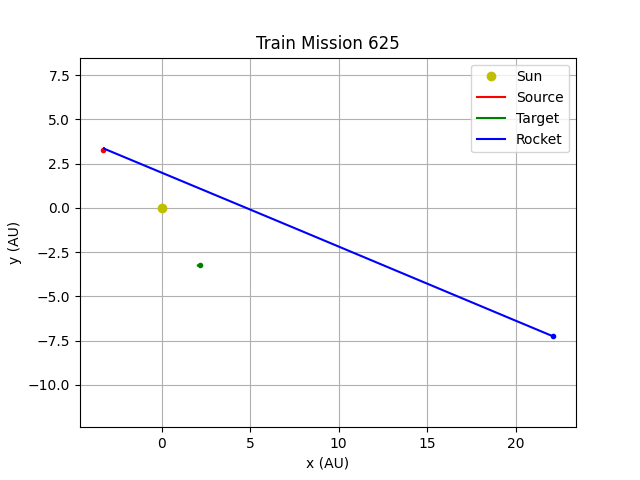 Train Mission 625
Sun
Source
Target
Rocket
7.5
5.0
2.5
0.0
−2.5
−5.0
−7.5
−10.0
y (AU)
0
5
10
15
20
x (AU)